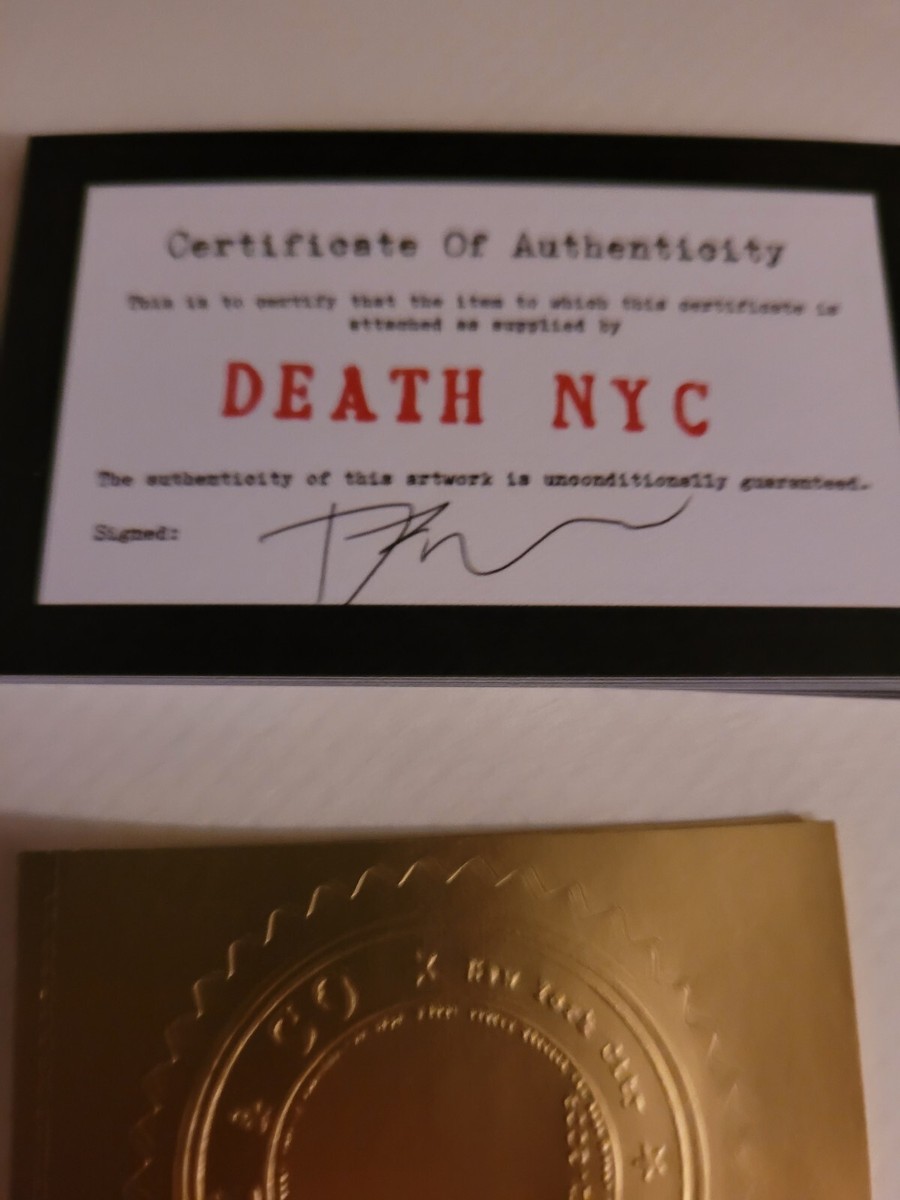 Certificate Of Authenticity
This is to certify that the item to which this certificate is
attached as supplied by
DEATH NYC
The authenticity of this artwork is unconditionally guaranteed.
Signed:
& CO * New York City *